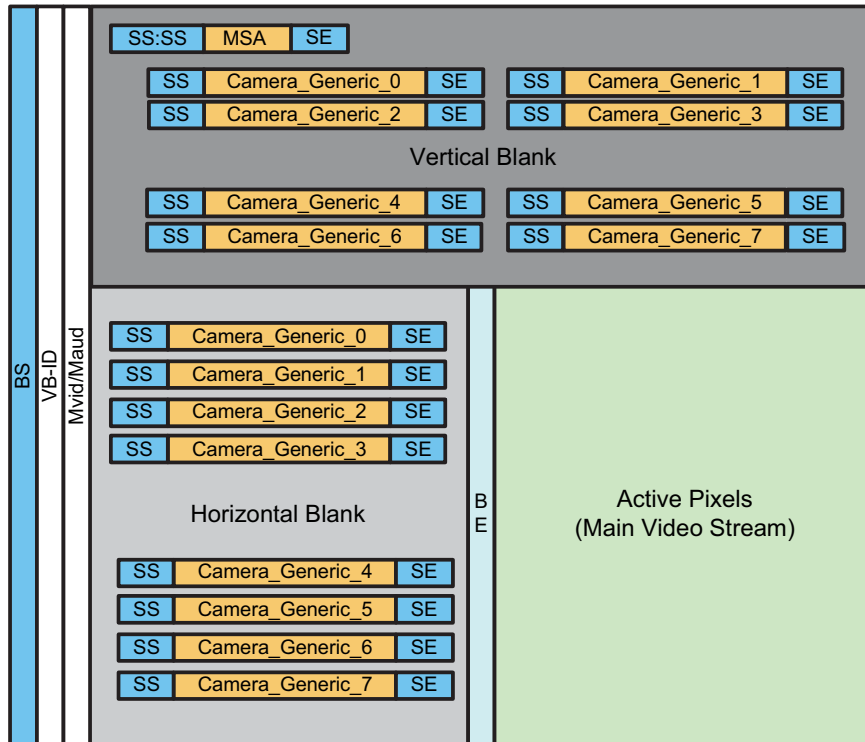 BS
VB-ID
Mvid/Maud
SS:SS MSA SE
SS Camera_Generic_0 SE SS Camera_Generic_1 SE
SS Camera_Generic_2 SE SS Camera_Generic_3 SE
Vertical Blank
SS Camera_Generic_4 SE SS Camera_Generic_5 SE
SS Camera_Generic_6 SE SS Camera_Generic_7 SE
SS Camera_Generic_0 SE
SS Camera_Generic_1 SE
SS Camera_Generic_2 SE
SS Camera_Generic_3 SE
Horizontal Blank
SS Camera_Generic_4 SE
SS Camera_Generic_5 SE
SS Camera_Generic_6 SE
SS Camera_Generic_7 SE
B
E
Active Pixels
(Main Video Stream)